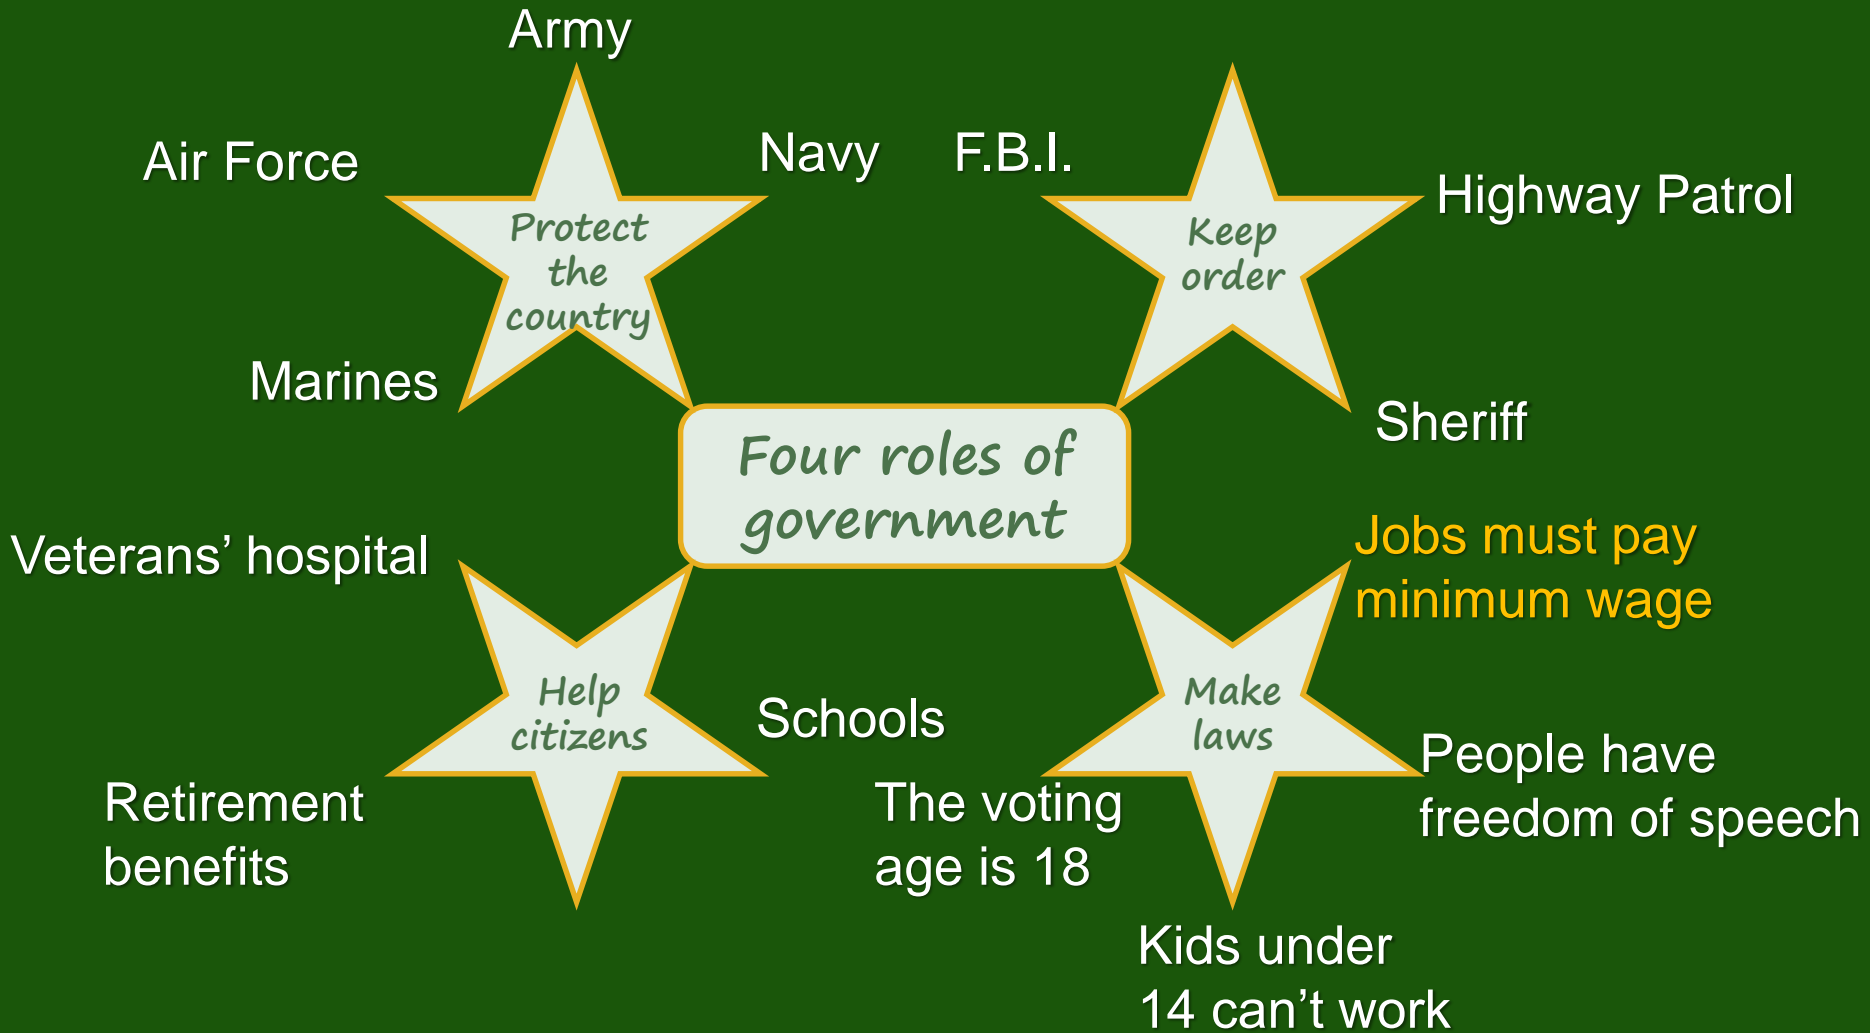 Army
Air Force
Navy
Protect
the
country
Marines
F.B.I.
Highway Patrol
Keep
order
Sheriff
Four roles of
government
Veterans’ hospital
Help
citizens
Schools
Retirement
benefits
Jobs must pay
minimum wage
Make
laws
People have
freedom of speech
The voting
age is 18
Kids under
14 can’t work